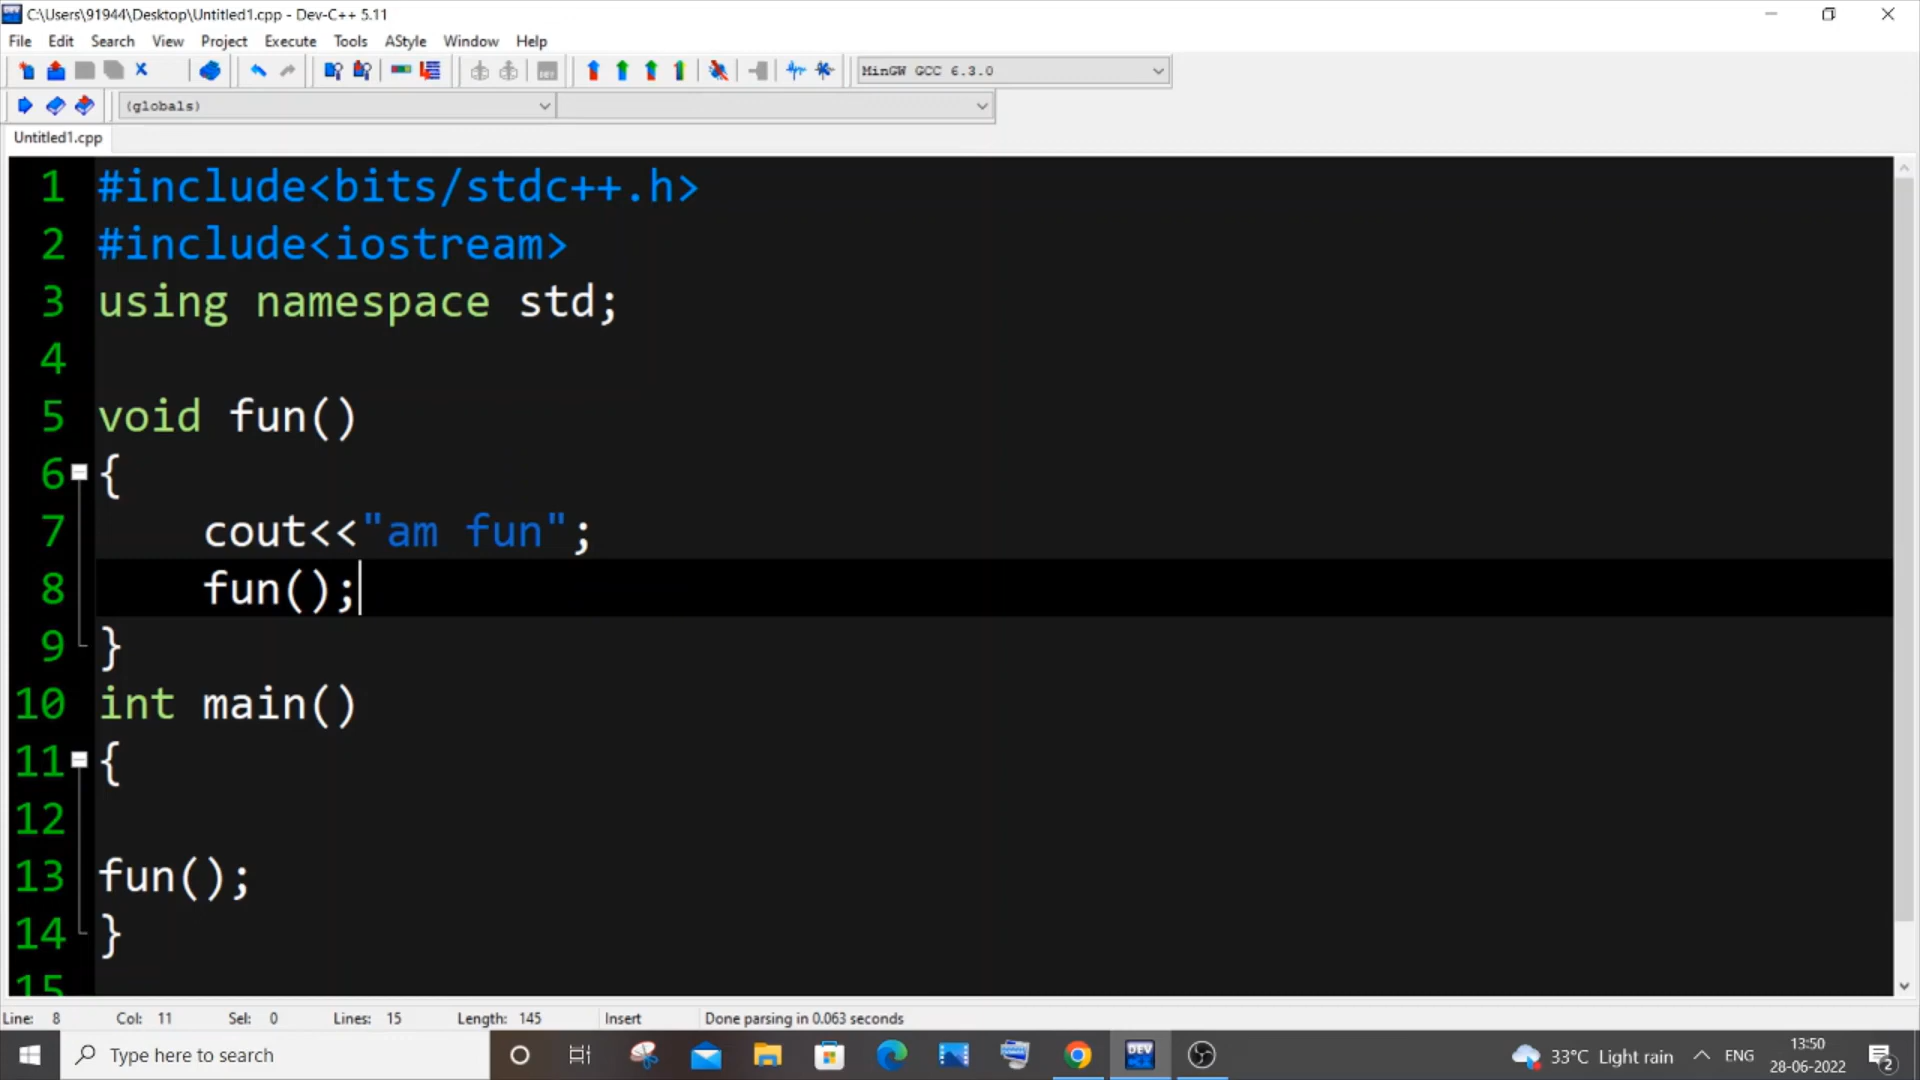 C:\Users\91944\Desktop\Untitled1.cpp - Dev-C++ 5.11
File Edit Search View Project Execute Tools AStyle Window Help
MinGW GCC 6.3.0
(globals)
Untitled1.cpp
1 #include<bits/stdc++.h>
2 #include<iostream>
3 using namespace std;
4
5 void fun()
6 {
7 cout<<"am fun";
8 fun();
9 }
10 int main()
11 {
12
13 fun();
14 }
15
Line: 8 Col: 11 Sel: 0 Lines: 15 Length: 145 Insert Done parsing in 0.063 seconds
Type here to search
DEV
33°C Light rain ENG
13:50
28-06-2022
2